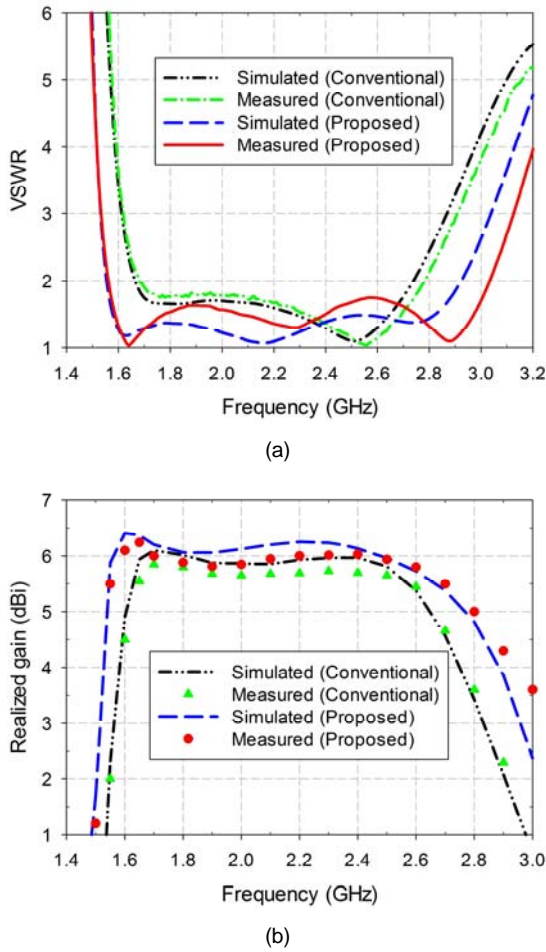 6
5
4
3
2
1
VSWR
Simulated (Conventional)
Measured (Conventional)
Simulated (Proposed)
Measured (Proposed)
1.4 1.6 1.8 2.0 2.2 2.4 2.6 2.8 3.0 3.2
Frequency (GHz)
(a)
7
6
5
4
3
2
1
Realized gain (dBi)
Simulated (Conventional)
Measured (Conventional)
Simulated (Proposed)
Measured (Proposed)
1.4 1.6 1.8 2.0 2.2 2.4 2.6 2.8 3.0
Frequency (GHz)
(b)